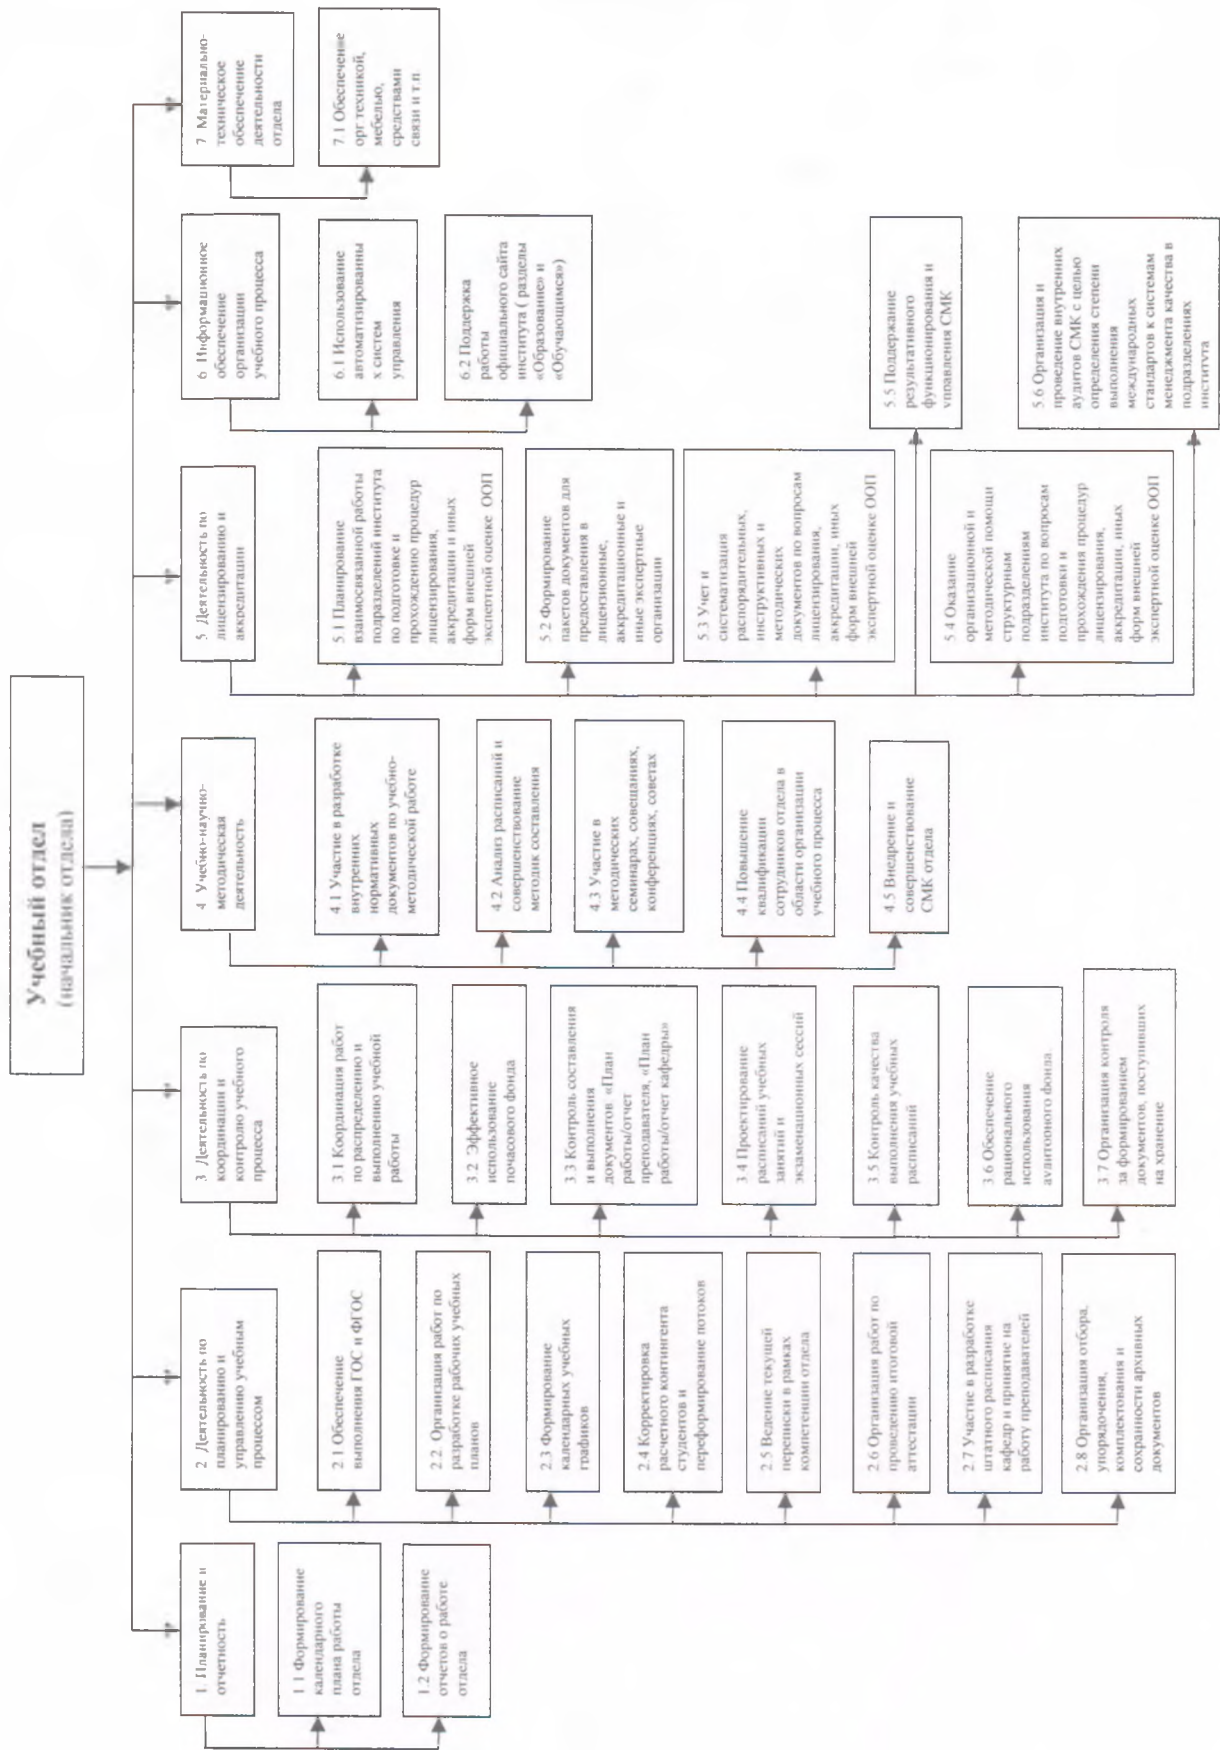 Учебный отдел
(начальник отдела)
1. Планирование и
отчетность
1 1 Формирование
календарного
плана работы
отдела
1.2 Формирование
отчетов о работе
отдела
2 Деятельность по
планированию и
управлению учебным
процессом
2 1 Обеспечение
выполнения ГОС и ФГОС
2 2 Организация работ по
разработке рабочих учебных
планов
2.3 Формирование
календарных учебных
графиков
2.4 Корректировка
расчетного контингента
студентов и
переформирование потоков
2.5 Ведение текущей
переписки в рамках
компетенции отдела
2.6 Организация работ по
проведению итоговой
аттестации
2.7 Участие в разработке
штатного расписания
кафедр и принятие на
работу преподавателей
2.8 Организация отбора,
упорядочения,
комплектования и
сохранности архивных
документов
3 Деятельность по
координации и
контролю учебного
процесса
3 1 Координация работ
по распределению и
выполнению учебной
работы
3.2 Эффективное
использование
почасового фонда
3.3 Контроль составления
и выполнения
документов «План
работы/отчет
преподавателя, «План
работы/отчет кафедры»
3.4 Проектирование
расписаний учебных
занятий и
экзаменационных сессий
3.5 Контроль качества
выполнения учебных
расписаний
3 6 Обеспечение
рационального
использования
аудиторного фонда
3 7 Организация контроля
за формированием
документов, поступивших
на хранение
4 Учебно-научно-
методическая
деятельность
4 1 Участие в разработке
внутренних
нормативных
документов по учебно-
методической работе
4 2 Анализ расписаний и
совершенствование
методик составления
4.3 Участие в
методических
семинарах, совещаниях,
конференциях, советах
4 4 Повышение
квалификации
сотрудников отдела в
области организации
учебного процесса
4.5 Внедрение и
совершенствование
СМК отдела
5 Деятельность по
лицензированию и
аккредитации
5 1 Планирование
взаимосвязанной работы
подразделений института
по подготовке и
прохождению процедур
лицензирования,
аккредитации и иных
форм внешней
экспертной оценке ООП
5 2 Формирование
пакетов документов для
предоставления в
лицензионные,
аккредитационные и
иные экспертные
организации
5.3 Учет и
систематизация
распорядительных,
инструктивных и
методических
документов по вопросам
лицензирования,
аккредитации, иных
форм внешней
экспертной оценке ООП
5 4 Оказание
организационной и
методической помощи
структурным
подразделениям
института по вопросам
подготовки и
прохождения процедур
лицензирования,
аккредитации, иных
форм внешней
экспертной оценке ООП
5 5 Поддержание
результативного
функционирования и
управления СМК
5.6 Организация и
проведение внутренних
аудитов СМК с целью
определения степени
выполнения
международных
стандартов к системам
менеджмента качества в
подразделениях
института
6 Информационное
обеспечение
организации
учебного процесса
6.1 Использование
автоматизированны
х систем
управления
6.2 Поддержка
работы
официального сайта
института ( разделы
«Образование» и
«Обучающимся»)
7 Материально-
техническое
обеспечение
деятельности
отдела
7.1 Обеспечение
орг техникой,
мебелью,
средствами
связи и т.п